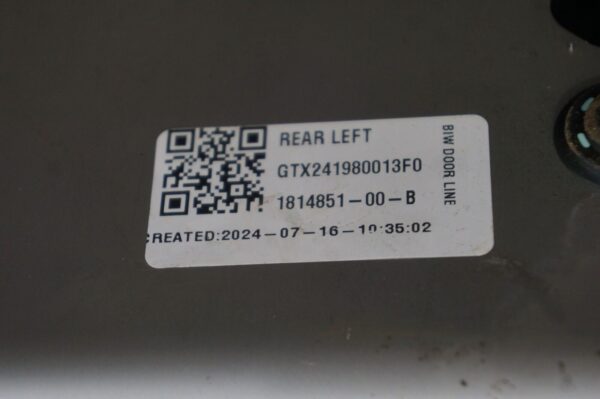 REAR LEFT
GTX241980013F0
1814851-00-B
CREATED:2024-07-16-10:35:02
BIW DOOR LINE